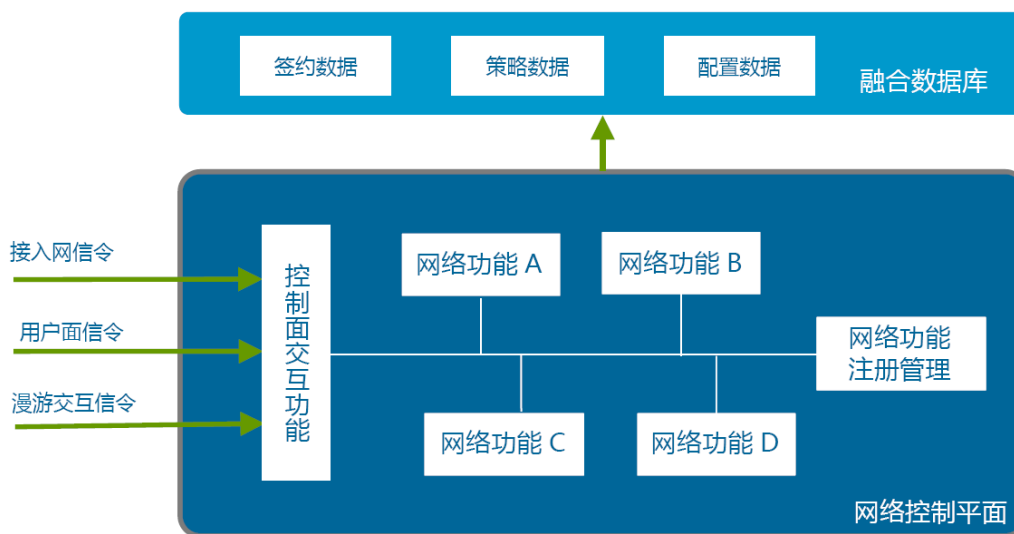 签约数据
策略数据
配置数据
融合数据库
接入网信令
用户面信令
漫游交互信令
控制面交互功能
网络功能 A
网络功能 B
网络功能 C
网络功能 D
网络功能
注册管理
网络控制平面